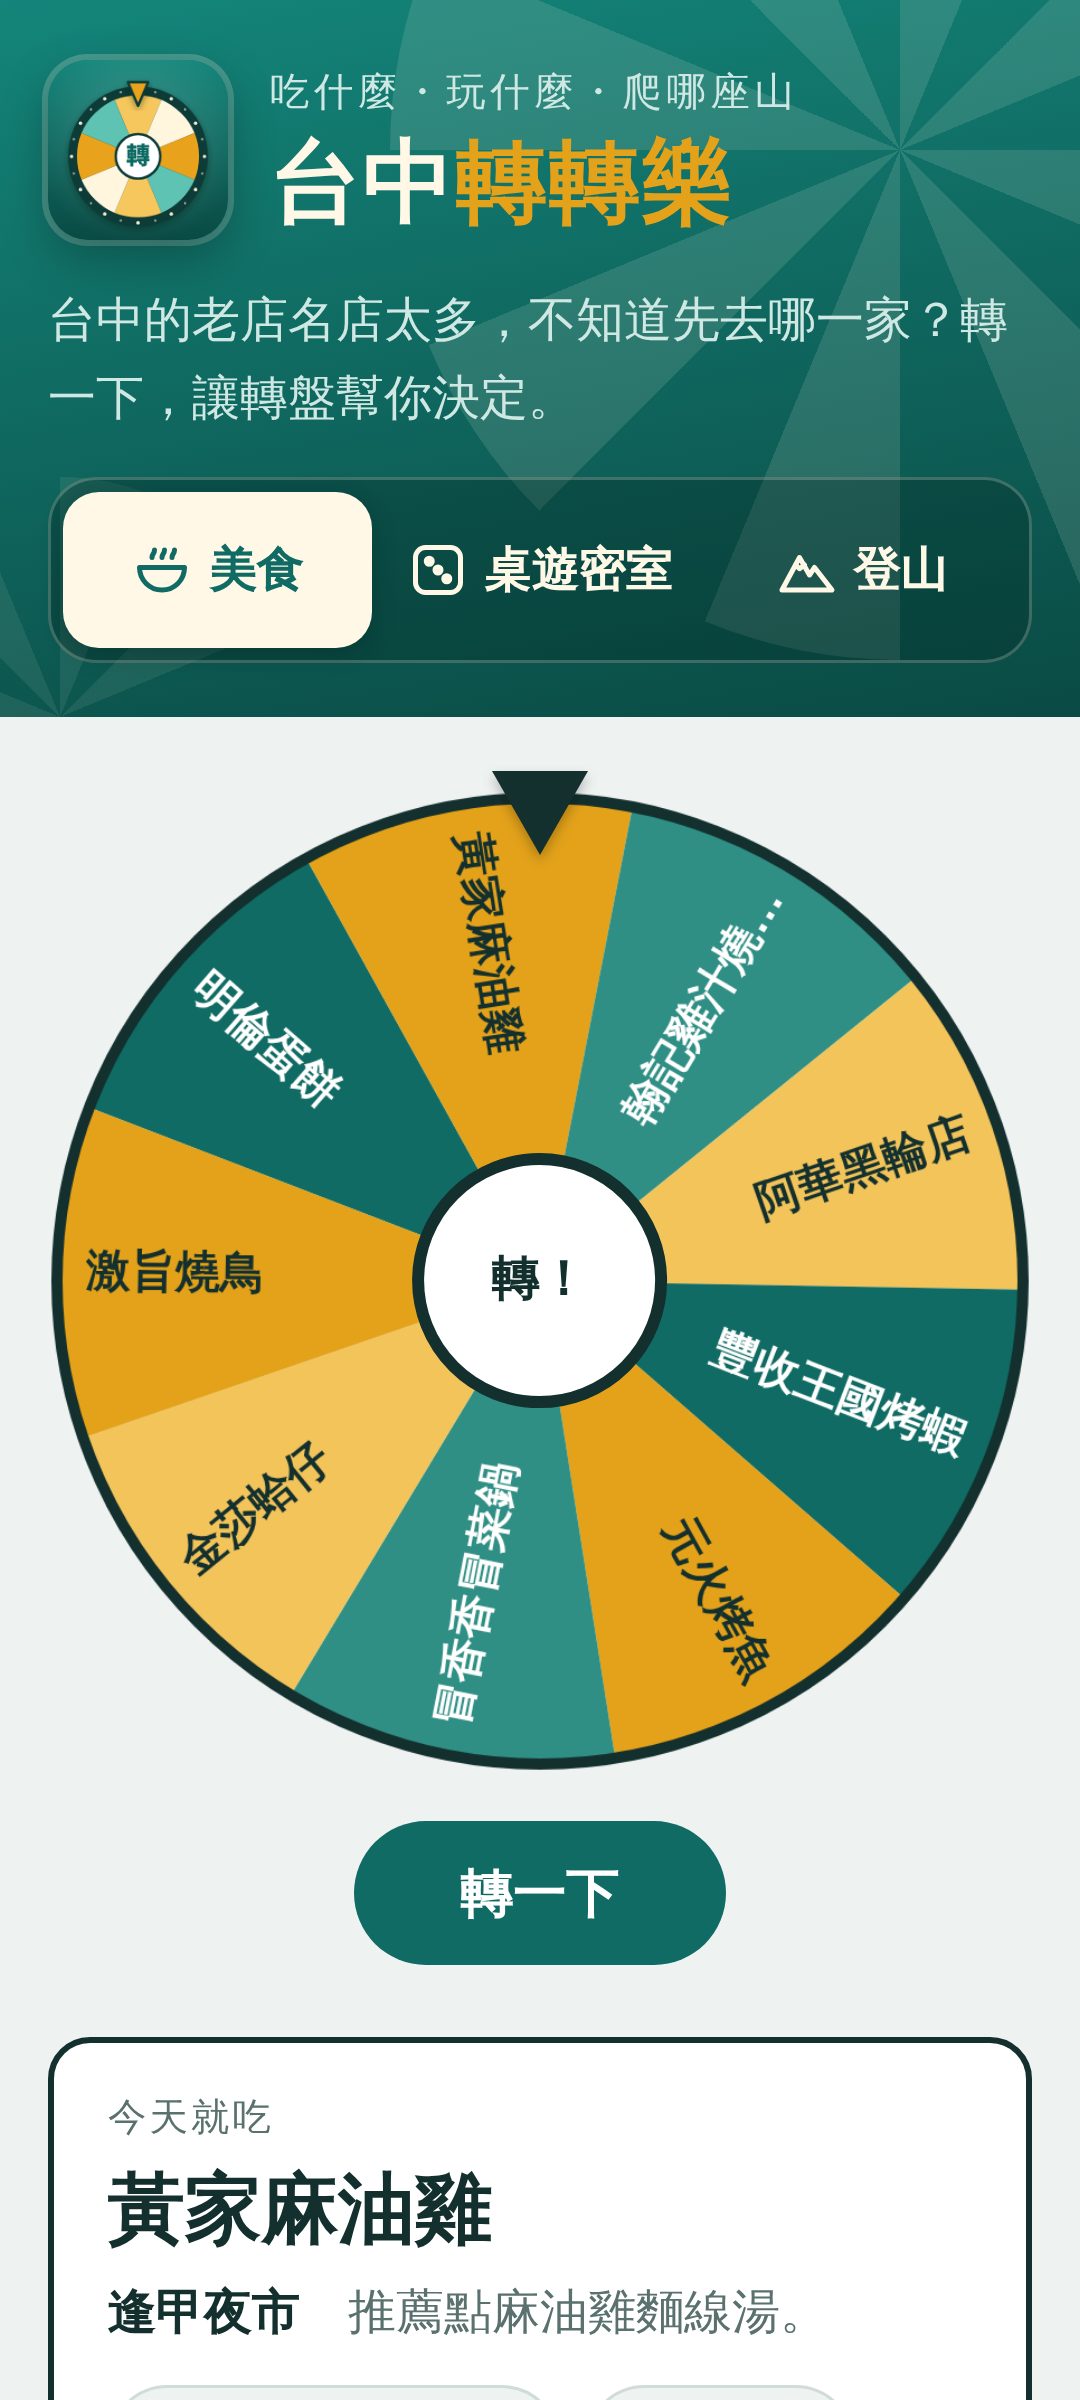 轉
吃什麼・玩什麼・爬哪座山
台中轉轉樂
台中的老店名店太多，不知道先去哪一家？轉
一下，讓轉盤幫你決定。
美食
桌遊密室
登山
黃家麻油雞
翰記雞汁燒…
阿華黑輪店
豐收王國烤蝦
元火烤魚
冒香香冒菜鍋
金莎蛤仔
激旨燒鳥
明倫蛋餅
轉！
轉一下
今天就吃
黃家麻油雞
逢甲夜市　推薦點麻油雞麵線湯。